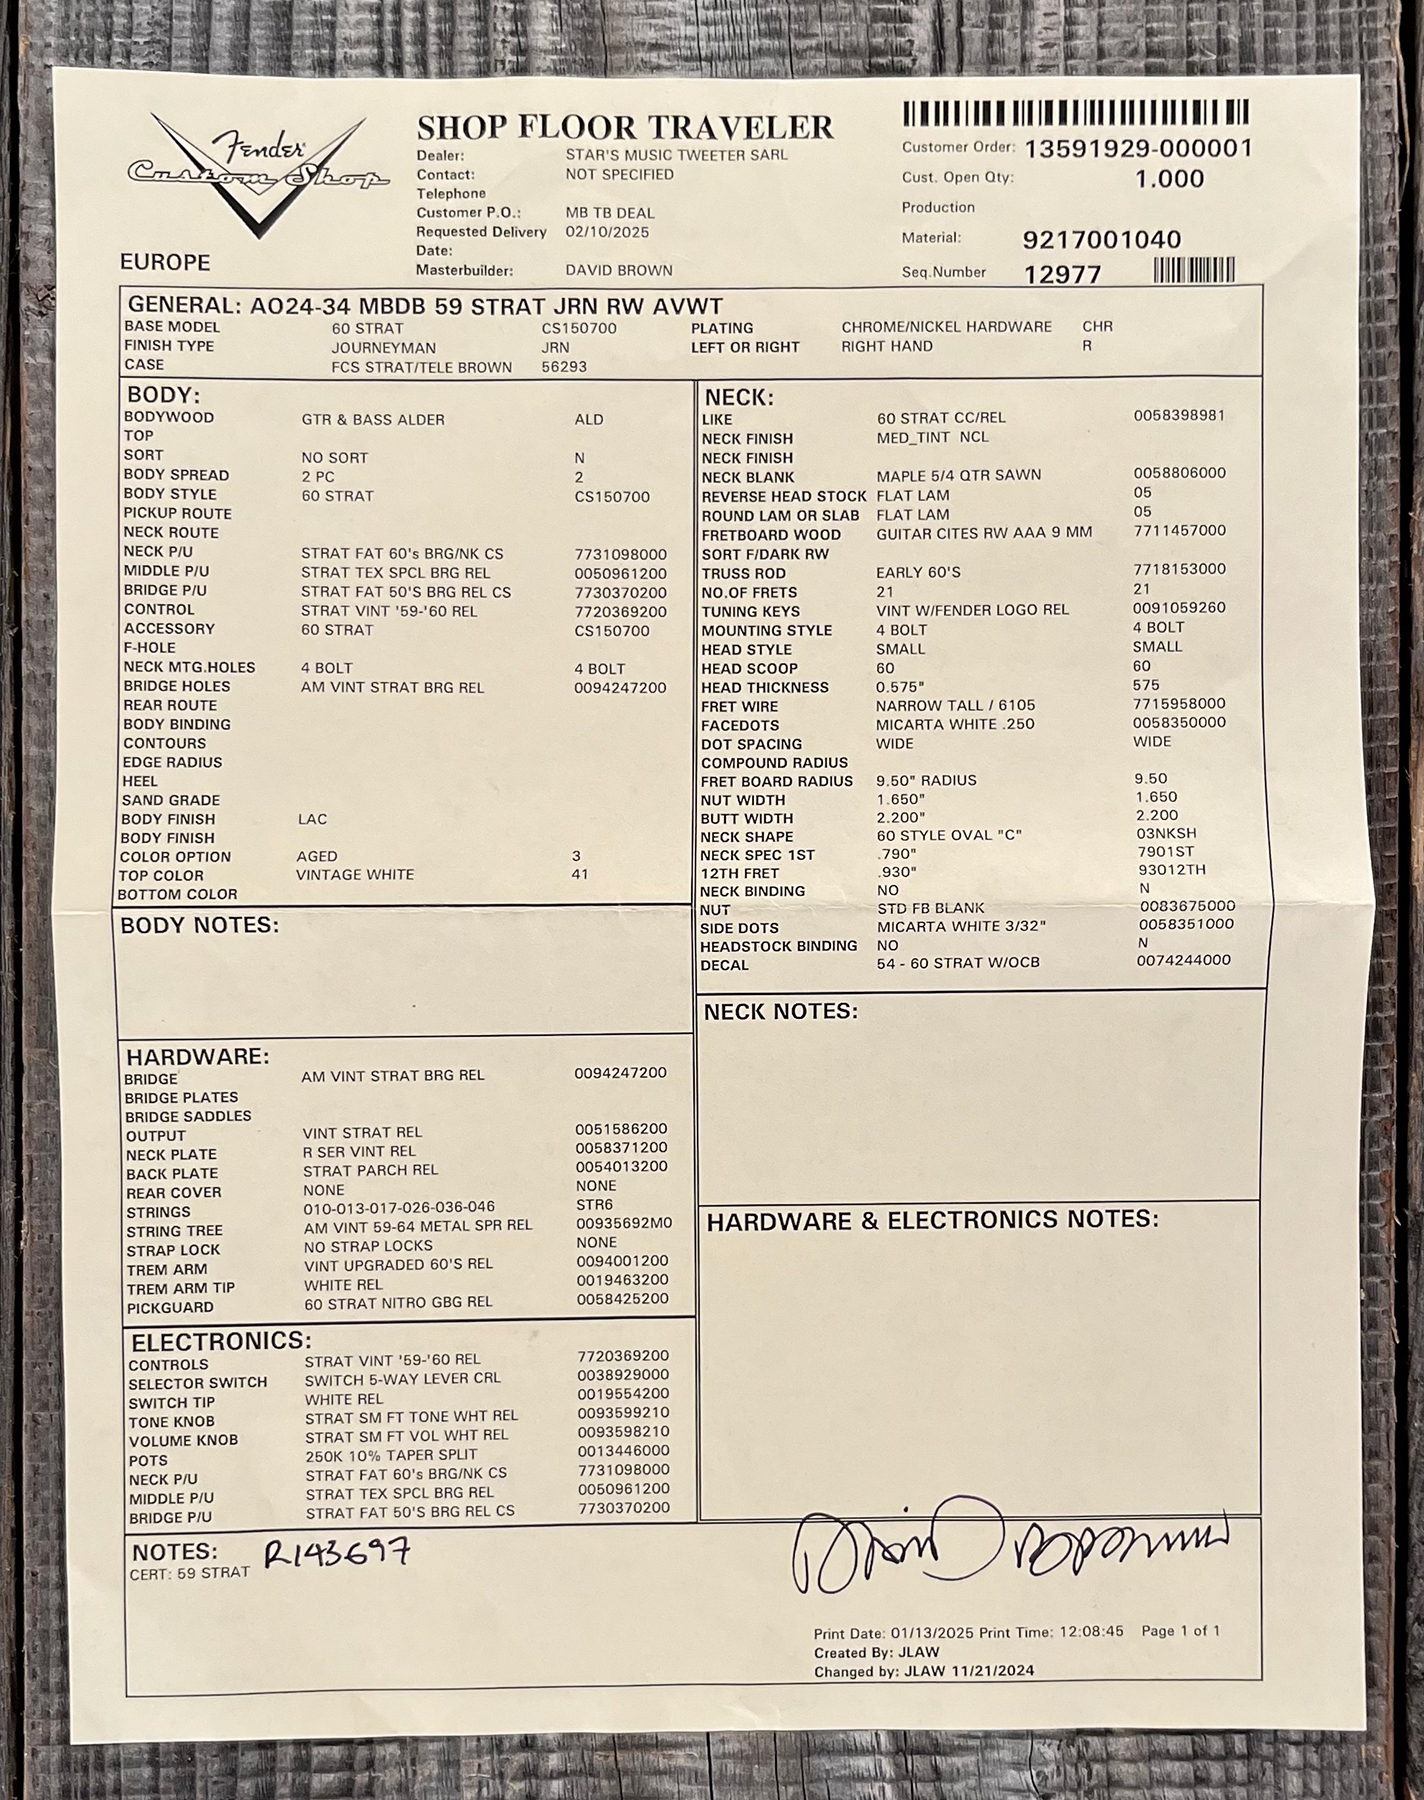 Fender
Custom Shop
EUROPE
SHOP FLOOR TRAVELER
Dealer: STAR'S MUSIC TWEETER SARL
Contact: NOT SPECIFIED
Telephone
Customer P.O.: MB TB DEAL
Requested Delivery 02/10/2025
Date:
Masterbuilder: DAVID BROWN
Customer Order: 13591929-000001
Cust. Open Qty: 1.000
Production
Material: 9217001040
Seq.Number 12977
GENERAL: AO24-34 MBDB 59 STRAT JRN RW AVWT
BASE MODEL 60 STRAT CS150700 PLATING CHROME/NICKEL HARDWARE CHR
FINISH TYPE JOURNEYMAN JRN LEFT OR RIGHT RIGHT HAND R
CASE FCS STRAT/TELE BROWN 56293
BODY:
BODYWOOD GTR & BASS ALDER ALD
TOP
SORT NO SORT N
BODY SPREAD 2 PC 2
BODY STYLE 60 STRAT CS150700
PICKUP ROUTE
NECK ROUTE
NECK P/U STRAT FAT 60's BRG/NK CS 7731098000
MIDDLE P/U STRAT TEX SPCL BRG REL 0050961200
BRIDGE P/U STRAT FAT 50'S BRG REL CS 7730370200
CONTROL STRAT VINT '59-'60 REL 7720369200
ACCESSORY 60 STRAT CS150700
F-HOLE
NECK MTG.HOLES 4 BOLT 4 BOLT
BRIDGE HOLES AM VINT STRAT BRG REL 0094247200
REAR ROUTE
BODY BINDING
CONTOURS
EDGE RADIUS
HEEL
SAND GRADE
BODY FINISH LAC
BODY FINISH
COLOR OPTION AGED 3
TOP COLOR VINTAGE WHITE 41
BOTTOM COLOR
BODY NOTES:
HARDWARE:
BRIDGE AM VINT STRAT BRG REL 0094247200
BRIDGE PLATES
BRIDGE SADDLES
OUTPUT VINT STRAT REL 0051586200
NECK PLATE R SER VINT REL 0058371200
BACK PLATE STRAT PARCH REL 0054013200
REAR COVER NONE NONE
STRINGS 010-013-017-026-036-046 STR6
STRING TREE AM VINT 59-64 METAL SPR REL 00935692M0
STRAP LOCK NO STRAP LOCKS NONE
TREM ARM VINT UPGRADED 60'S REL 0094001200
TREM ARM TIP WHITE REL 0019463200
PICKGUARD 60 STRAT NITRO GBG REL 0058425200
ELECTRONICS:
CONTROLS STRAT VINT '59-'60 REL 7720369200
SELECTOR SWITCH SWITCH 5-WAY LEVER CRL 0038929000
SWITCH TIP WHITE REL 0019554200
TONE KNOB STRAT SM FT TONE WHT REL 0093599210
VOLUME KNOB STRAT SM FT VOL WHT REL 0093598210
POTS 250K 10% TAPER SPLIT 0013446000
NECK P/U STRAT FAT 60's BRG/NK CS 7731098000
MIDDLE P/U STRAT TEX SPCL BRG REL 0050961200
BRIDGE P/U STRAT FAT 50'S BRG REL CS 7730370200
NECK:
LIKE 60 STRAT CC/REL 0058398981
NECK FINISH MED_TINT NCL
NECK FINISH
NECK BLANK MAPLE 5/4 QTR SAWN 0058806000
REVERSE HEAD STOCK FLAT LAM 05
ROUND LAM OR SLAB FLAT LAM 05
FRETBOARD WOOD GUITAR CITES RW AAA 9 MM 7711457000
SORT F/DARK RW
TRUSS ROD EARLY 60'S 7718153000
NO.OF FRETS 21 21
TUNING KEYS VINT W/FENDER LOGO REL 0091059260
MOUNTING STYLE 4 BOLT 4 BOLT
HEAD STYLE SMALL SMALL
HEAD SCOOP 60 60
HEAD THICKNESS 0.575" 575
FRET WIRE NARROW TALL / 6105 7715958000
FACEDOTS MICARTA WHITE .250 0058350000
DOT SPACING WIDE WIDE
COMPOUND RADIUS
FRET BOARD RADIUS 9.50" RADIUS 9.50
NUT WIDTH 1.650" 1.650
BUTT WIDTH 2.200" 2.200
NECK SHAPE 60 STYLE OVAL "C" 03NKSH
NECK SPEC 1ST .790" 7901ST
12TH FRET .930" 93012TH
NECK BINDING NO N
NUT STD FB BLANK 0083675000
SIDE DOTS MICARTA WHITE 3/32" 0058351000
HEADSTOCK BINDING NO N
DECAL 54 - 60 STRAT W/OCB 0074244000
NECK NOTES:
HARDWARE & ELECTRONICS NOTES:
NOTES: R143697
CERT: 59 STRAT
Print Date: 01/13/2025 Print Time: 12:08:45 Page 1 of 1
Created By: JLAW
Changed by: JLAW 11/21/2024